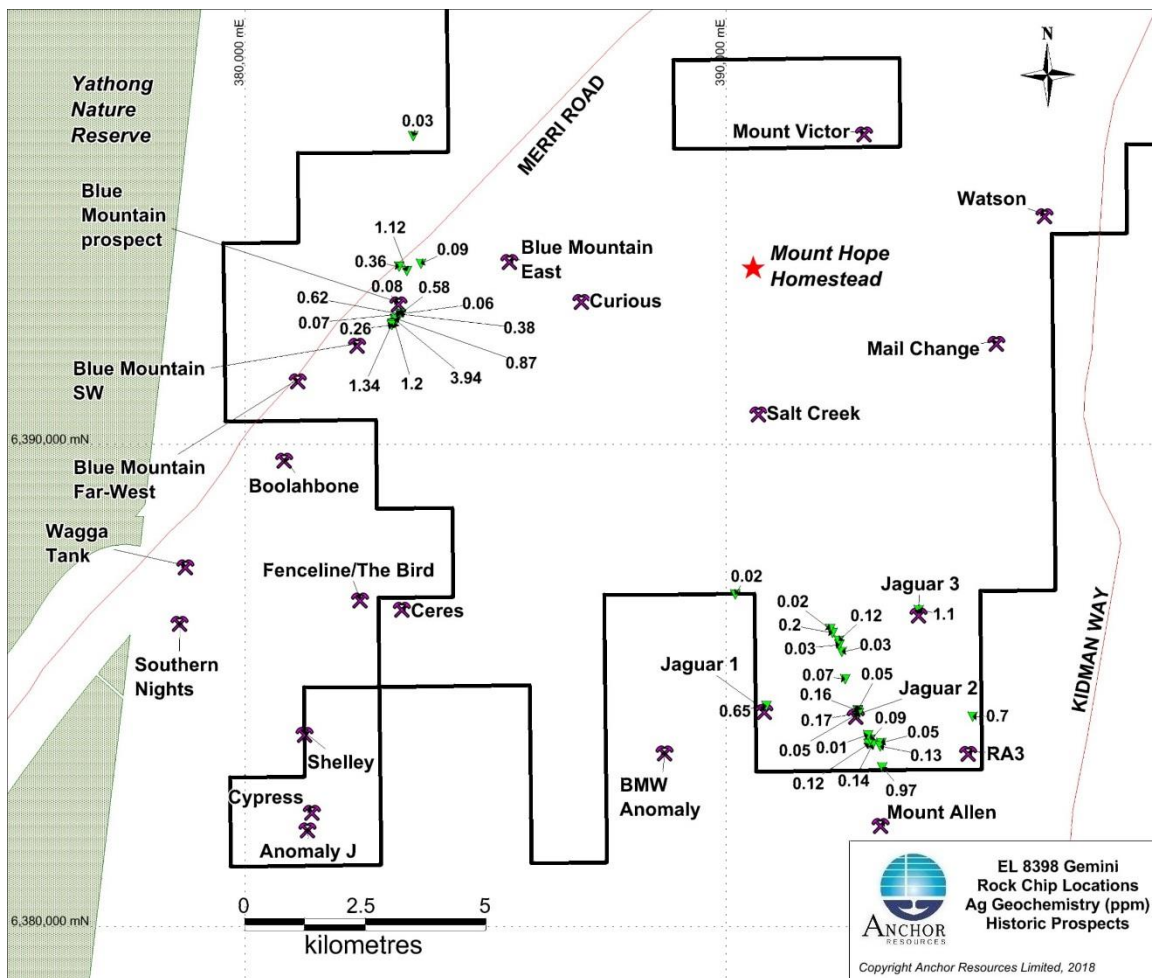 380,000 mE
390,000 mE
N
Yathong
Nature
Reserve
0.03
MERRI ROAD
Mount Victor
Blue
Mountain
prospect
Watson
1.12
0.09
0.36
Blue Mountain
East
Mount Hope
Homestead
0.08
0.58
0.62
0.06
Curious
0.07
0.26
0.38
0.87
Mail Change
Blue Mountain
SW
1.34
1.2
3.94
Salt Creek
6,390,000 mN
Blue Mountain
Far-West
Boolahbone
Wagga
Tank
Fenceline/The Bird
Ceres
0.02
Jaguar 3
1.1
0.02
0.2
0.12
0.03
0.03
KIDMAN WAY
Southern
Nights
Jaguar 1
0.07
0.05
Jaguar 2
0.16
0.65
0.17
0.7
0.09
0.05
0.01
0.05
Shelley
0.13
RA3
0.12
0.14
0.97
BMW
Anomaly
Cypress
Mount Allen
Anomaly J
6,380,000 mN
0
2.5
5
kilometres
ANCHOR
RESOURCES
EL 8398 Gemini
Rock Chip Locations
Ag Geochemistry (ppm)
Historic Prospects
Copyright Anchor Resources Limited, 2018